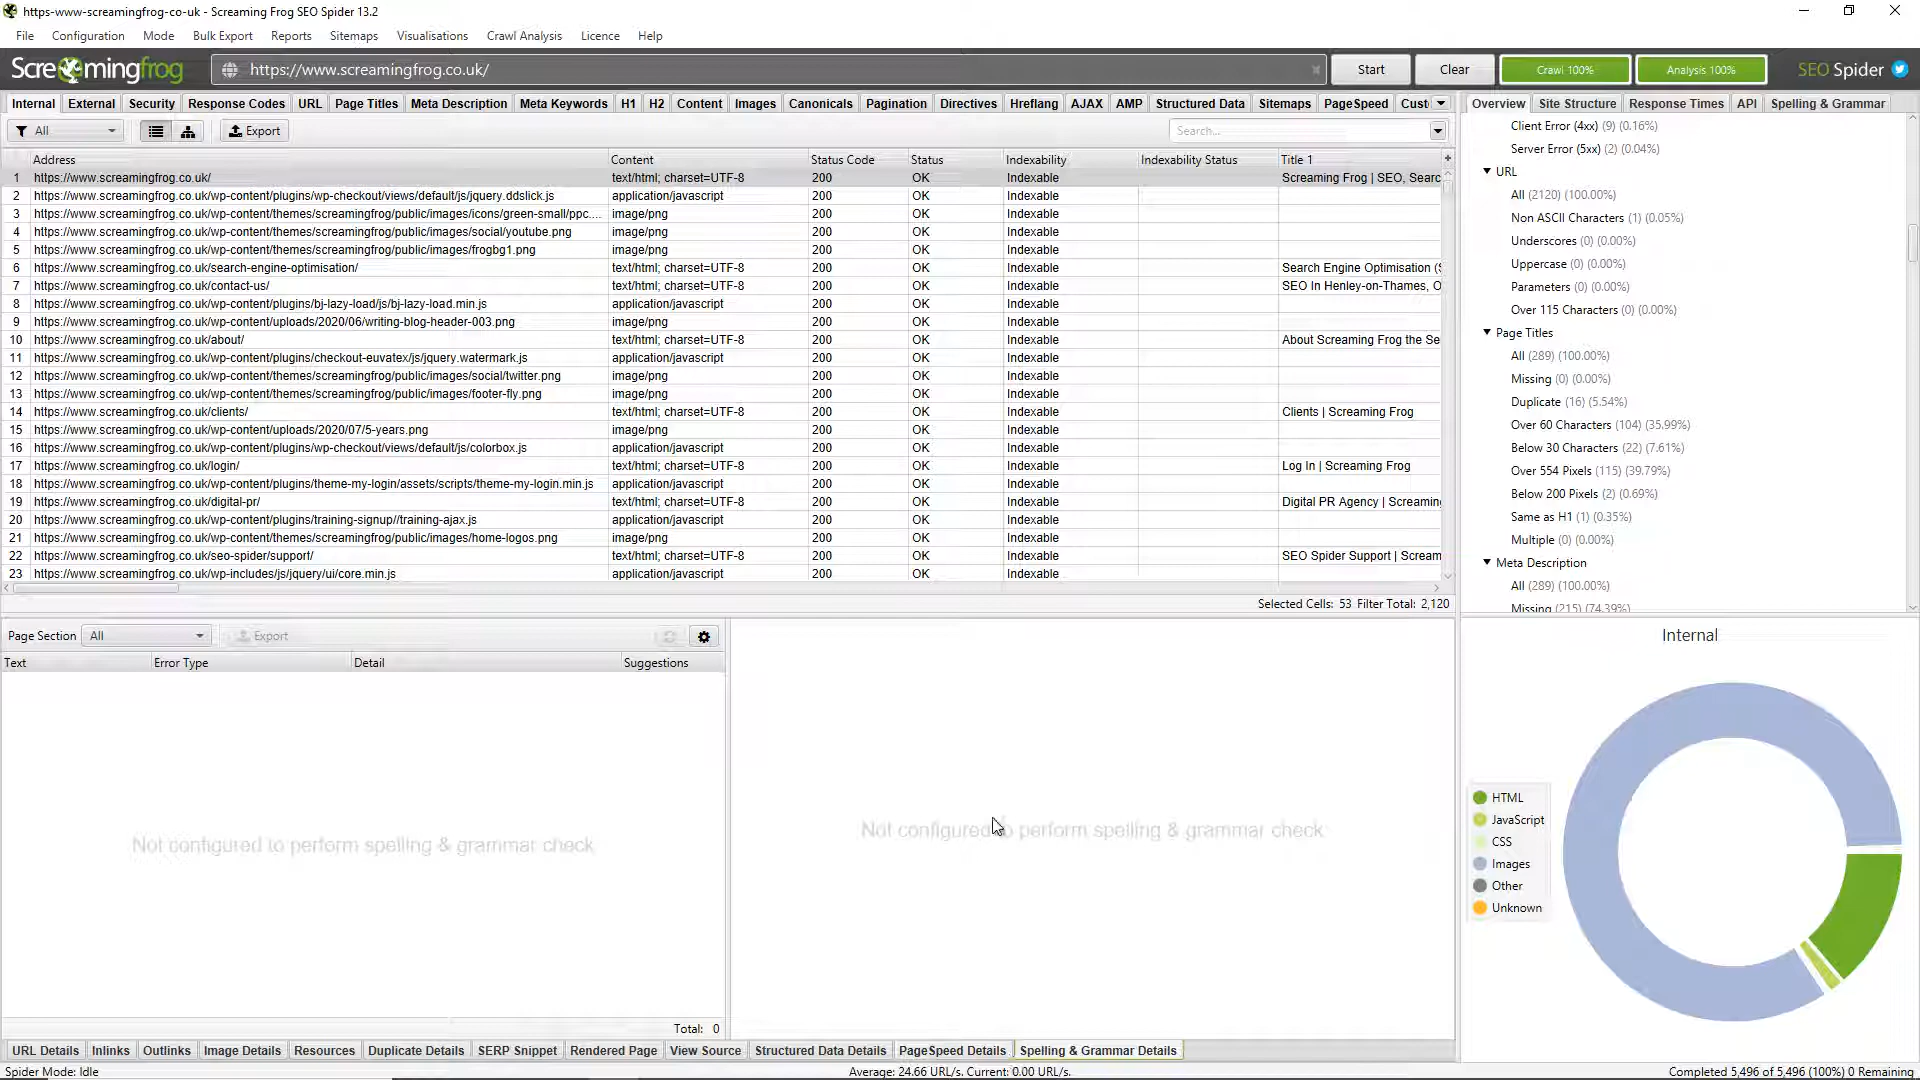 https-www-screamingfrog-co-uk - Screaming Frog SEO Spider 13.2
File Configuration Mode Bulk Export Reports Sitemaps Visualisations Crawl Analysis Licence Help
Screamingfrog https://www.screamingfrog.co.uk/ Start Clear Crawl 100% Analysis 100% SEO Spider
Internal External Security Response Codes URL Page Titles Meta Description Meta Keywords H1 H2 Content Images Canonicals Pagination Directives Hreflang AJAX AMP Structured Data Sitemaps PageSpeed Cust
All Export Search...
Address Content Status Code Status Indexability Indexability Status Title 1
1 https://www.screamingfrog.co.uk/ text/html; charset=UTF-8 200 OK Indexable Screaming Frog | SEO, Searc
2 https://www.screamingfrog.co.uk/wp-content/plugins/wp-checkout/views/default/js/jquery.ddslick.js application/javascript 200 OK Indexable
3 https://www.screamingfrog.co.uk/wp-content/themes/screamingfrog/public/images/icons/green-small/ppc.... image/png 200 OK Indexable
4 https://www.screamingfrog.co.uk/wp-content/themes/screamingfrog/public/images/social/youtube.png image/png 200 OK Indexable
5 https://www.screamingfrog.co.uk/wp-content/themes/screamingfrog/public/images/frogbg1.png image/png 200 OK Indexable
6 https://www.screamingfrog.co.uk/search-engine-optimisation/ text/html; charset=UTF-8 200 OK Indexable Search Engine Optimisation (S
7 https://www.screamingfrog.co.uk/contact-us/ text/html; charset=UTF-8 200 OK Indexable SEO In Henley-on-Thames, O
8 https://www.screamingfrog.co.uk/wp-content/plugins/bj-lazy-load/js/bj-lazy-load.min.js application/javascript 200 OK Indexable
9 https://www.screamingfrog.co.uk/wp-content/uploads/2020/06/writing-blog-header-003.png image/png 200 OK Indexable
10 https://www.screamingfrog.co.uk/about/ text/html; charset=UTF-8 200 OK Indexable About Screaming Frog the Se
11 https://www.screamingfrog.co.uk/wp-content/plugins/checkout-euvatex/js/jquery.watermark.js application/javascript 200 OK Indexable
12 https://www.screamingfrog.co.uk/wp-content/themes/screamingfrog/public/images/social/twitter.png image/png 200 OK Indexable
13 https://www.screamingfrog.co.uk/wp-content/themes/screamingfrog/public/images/footer-fly.png image/png 200 OK Indexable
14 https://www.screamingfrog.co.uk/clients/ text/html; charset=UTF-8 200 OK Indexable Clients | Screaming Frog
15 https://www.screamingfrog.co.uk/wp-content/uploads/2020/07/5-years.png image/png 200 OK Indexable
16 https://www.screamingfrog.co.uk/wp-content/plugins/wp-checkout/views/default/js/colorbox.js application/javascript 200 OK Indexable
17 https://www.screamingfrog.co.uk/login/ text/html; charset=UTF-8 200 OK Indexable Log In | Screaming Frog
18 https://www.screamingfrog.co.uk/wp-content/plugins/theme-my-login/assets/scripts/theme-my-login.min.js application/javascript 200 OK Indexable
19 https://www.screamingfrog.co.uk/digital-pr/ text/html; charset=UTF-8 200 OK Indexable Digital PR Agency | Screaming
20 https://www.screamingfrog.co.uk/wp-content/plugins/training-signup//training-ajax.js application/javascript 200 OK Indexable
21 https://www.screamingfrog.co.uk/wp-content/themes/screamingfrog/public/images/home-logos.png image/png 200 OK Indexable
22 https://www.screamingfrog.co.uk/seo-spider/support/ text/html; charset=UTF-8 200 OK Indexable SEO Spider Support | Scream
23 https://www.screamingfrog.co.uk/wp-includes/js/jquery/ui/core.min.js application/javascript 200 OK Indexable
Selected Cells: 53 Filter Total: 2,120
Overview Site Structure Response Times API Spelling & Grammar
Client Error (4xx) (9) (0.16%)
Server Error (5xx) (2) (0.04%)
URL
All (2120) (100.00%)
Non ASCII Characters (1) (0.05%)
Underscores (0) (0.00%)
Uppercase (0) (0.00%)
Parameters (0) (0.00%)
Over 115 Characters (0) (0.00%)
Page Titles
All (289) (100.00%)
Missing (0) (0.00%)
Duplicate (16) (5.54%)
Over 60 Characters (104) (35.99%)
Below 30 Characters (22) (7.61%)
Over 554 Pixels (115) (39.79%)
Below 200 Pixels (2) (0.69%)
Same as H1 (1) (0.35%)
Multiple (0) (0.00%)
Meta Description
All (289) (100.00%)
Missing (215) (74.39%)
Page Section All Export
Text Error Type Detail Suggestions
Not configured to perform spelling & grammar check
Total: 0
Not configured to perform spelling & grammar check
Internal
HTML
JavaScript
CSS
Images
Other
Unknown
URL Details Inlinks Outlinks Image Details Resources Duplicate Details SERP Snippet Rendered Page View Source Structured Data Details PageSpeed Details Spelling & Grammar Details
Spider Mode: Idle Average: 24.66 URL/s. Current: 0.00 URL/s. Completed 5,496 of 5,496 (100%) 0 Remaining